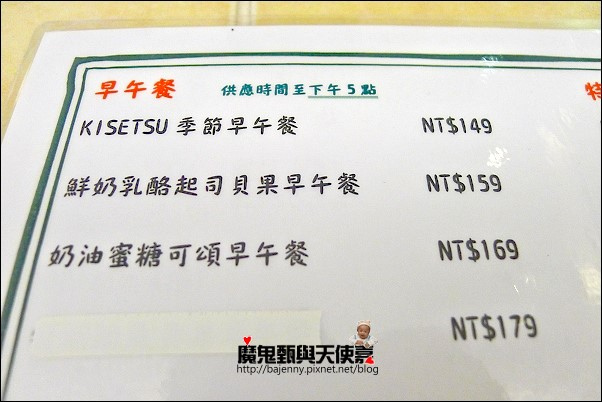 早午餐 供應時間至下午5點 特
KISETSU 季節早午餐 NT$149
鮮奶乳酪起司貝果早午餐 NT$159
奶油蜜糖可頌早午餐 NT$169
NT$179
魔鬼甄與天使嘉
http://bajenny.pixnet.net/blog